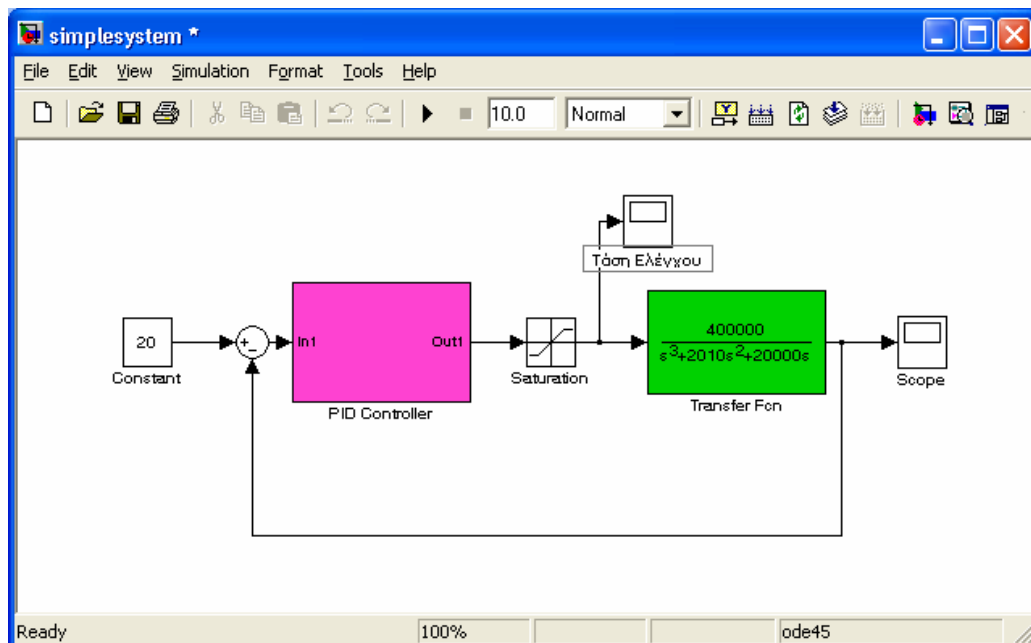 simplesystem *
File Edit View Simulation Format Tools Help
10.0 Normal
Τάση Ελέγχου
20
+
-
In1 Out1
400000
s3+2010s2+20000s
Constant
Saturation
Scope
PID Controller
Transfer Fcn
Ready 100% ode45